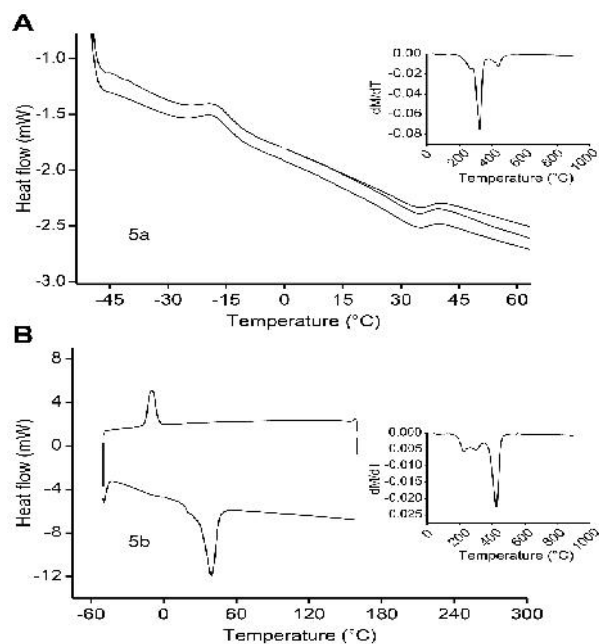 A
Heat flow (mW)
-1.0
-1.5
-2.0
-2.5
-3.0
5a
-45 -30 -15 0 15 30 45 60
Temperature (°C)
dM/dT
0.00
-0.02
-0.04
-0.06
-0.08
0 200 400 600 800 1000
Temperature (°C)
B
Heat flow (mW)
8
4
0
-4
-8
-12
5b
-60 0 60 120 180 240 300
Temperature (°C)
dM/dT
0.000
-0.005
-0.010
-0.015
-0.020
-0.025
0 200 400 600 800 1000
Temperature (°C)